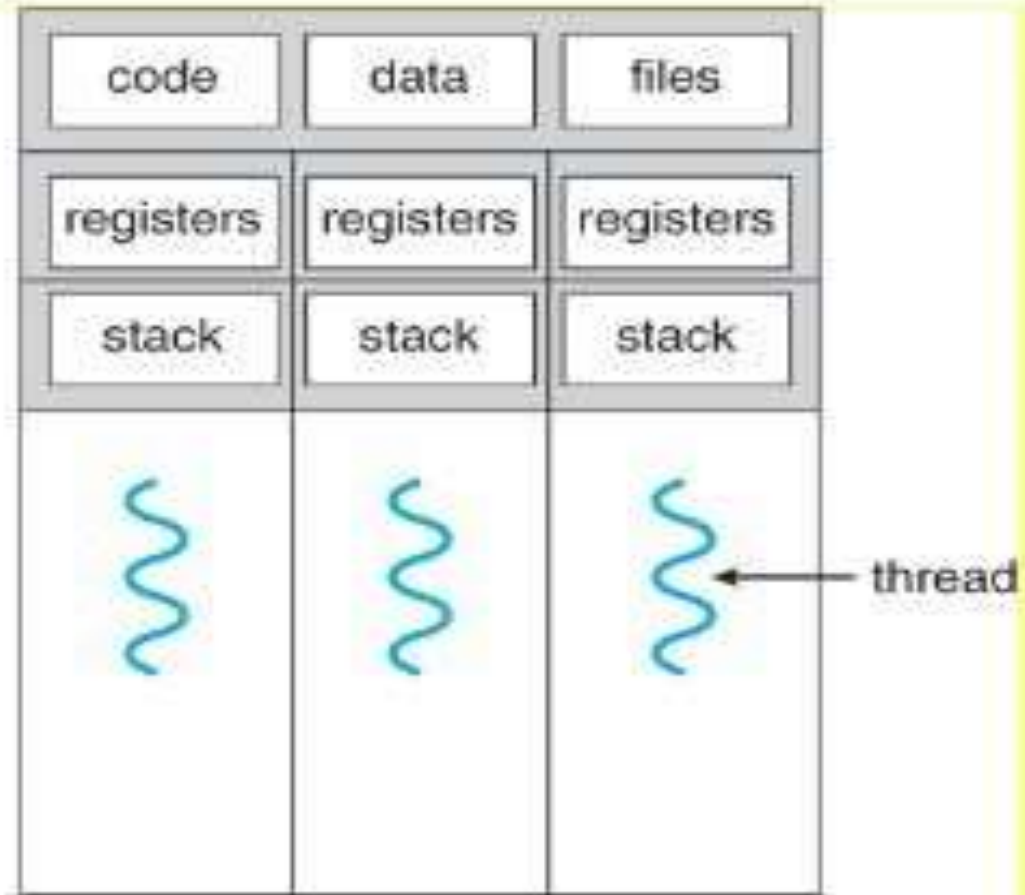 code data files
registers registers registers
stack stack stack
thread